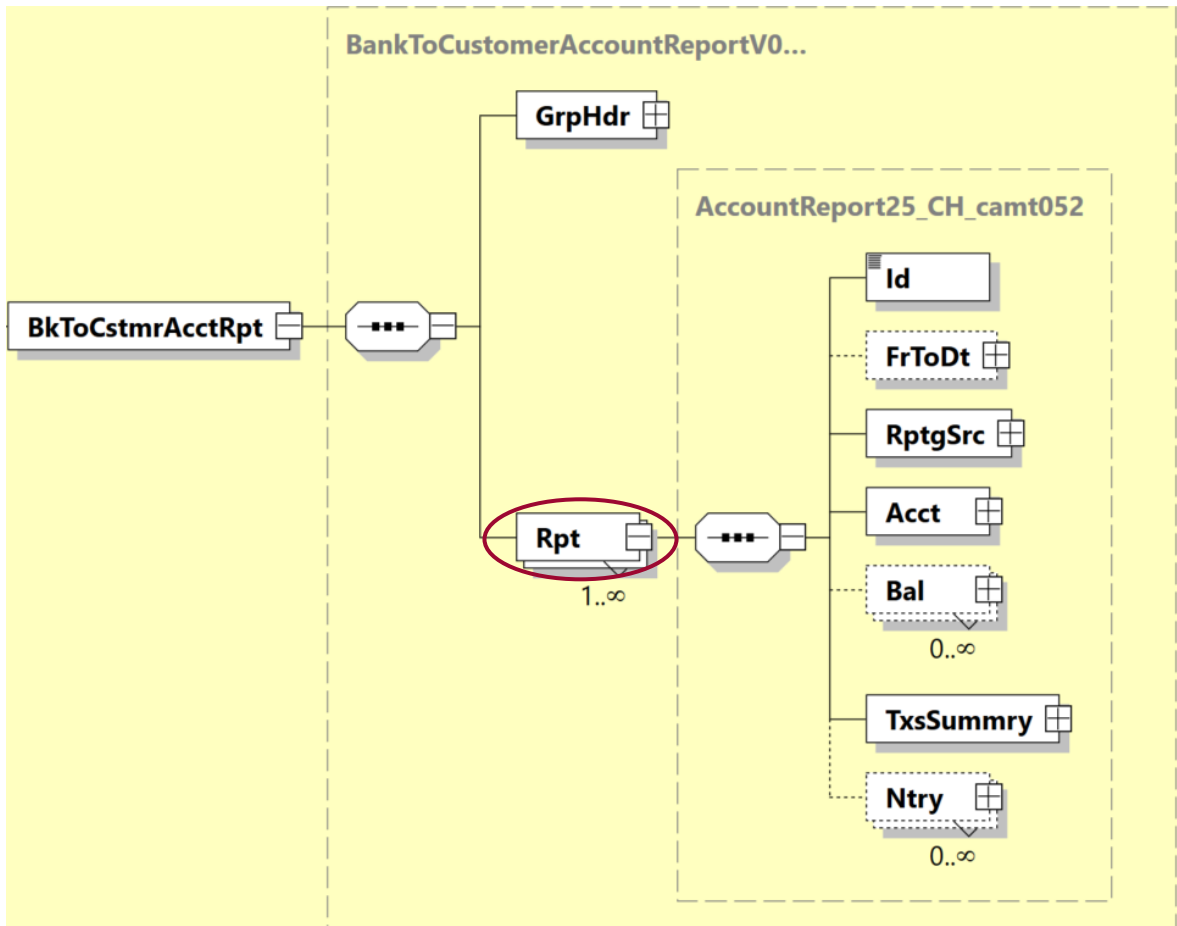 BankToCustomerAccountReportV0...
GrpHdr
AccountReport25_CH_camt052
Id
BkToCstmrAcctRpt
FrToDt
RptgSrc
Acct
Rpt
1..∞
Bal
0..∞
TxsSummry
Ntry
0..∞